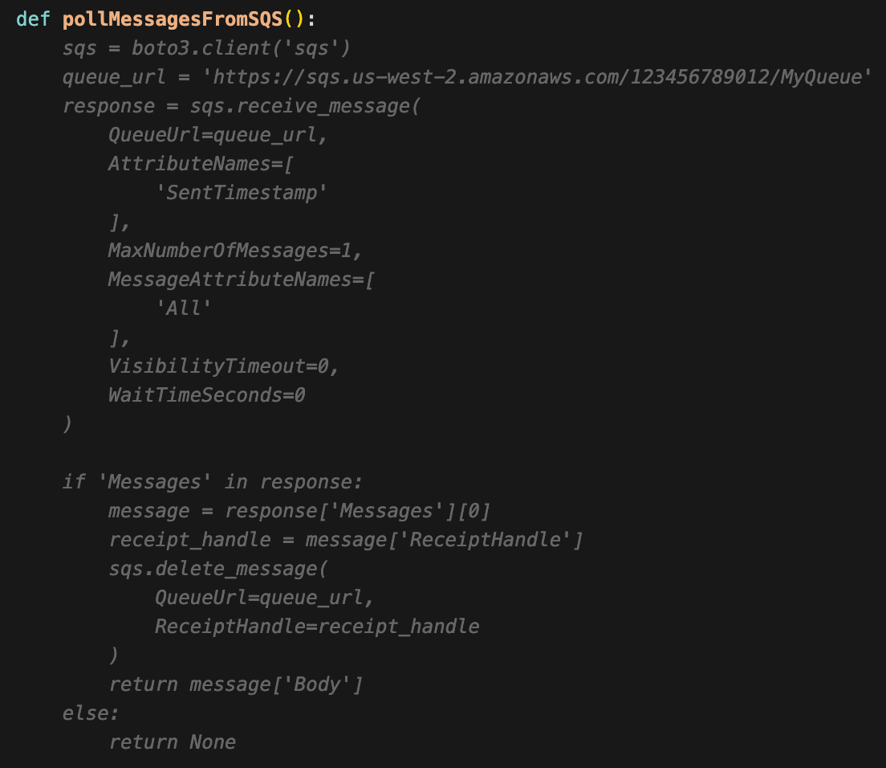 def pollMessagesFromSQS():
    sqs = boto3.client('sqs')
    queue_url = 'https://sqs.us-west-2.amazonaws.com/123456789012/MyQueue'
    response = sqs.receive_message(
        QueueUrl=queue_url,
        AttributeNames=[
            'SentTimestamp'
        ],
        MaxNumberOfMessages=1,
        MessageAttributeNames=[
            'All'
        ],
        VisibilityTimeout=0,
        WaitTimeSeconds=0
    )

    if 'Messages' in response:
        message = response['Messages'][0]
        receipt_handle = message['ReceiptHandle']
        sqs.delete_message(
            QueueUrl=queue_url,
            ReceiptHandle=receipt_handle
        )
        return message['Body']
    else:
        return None